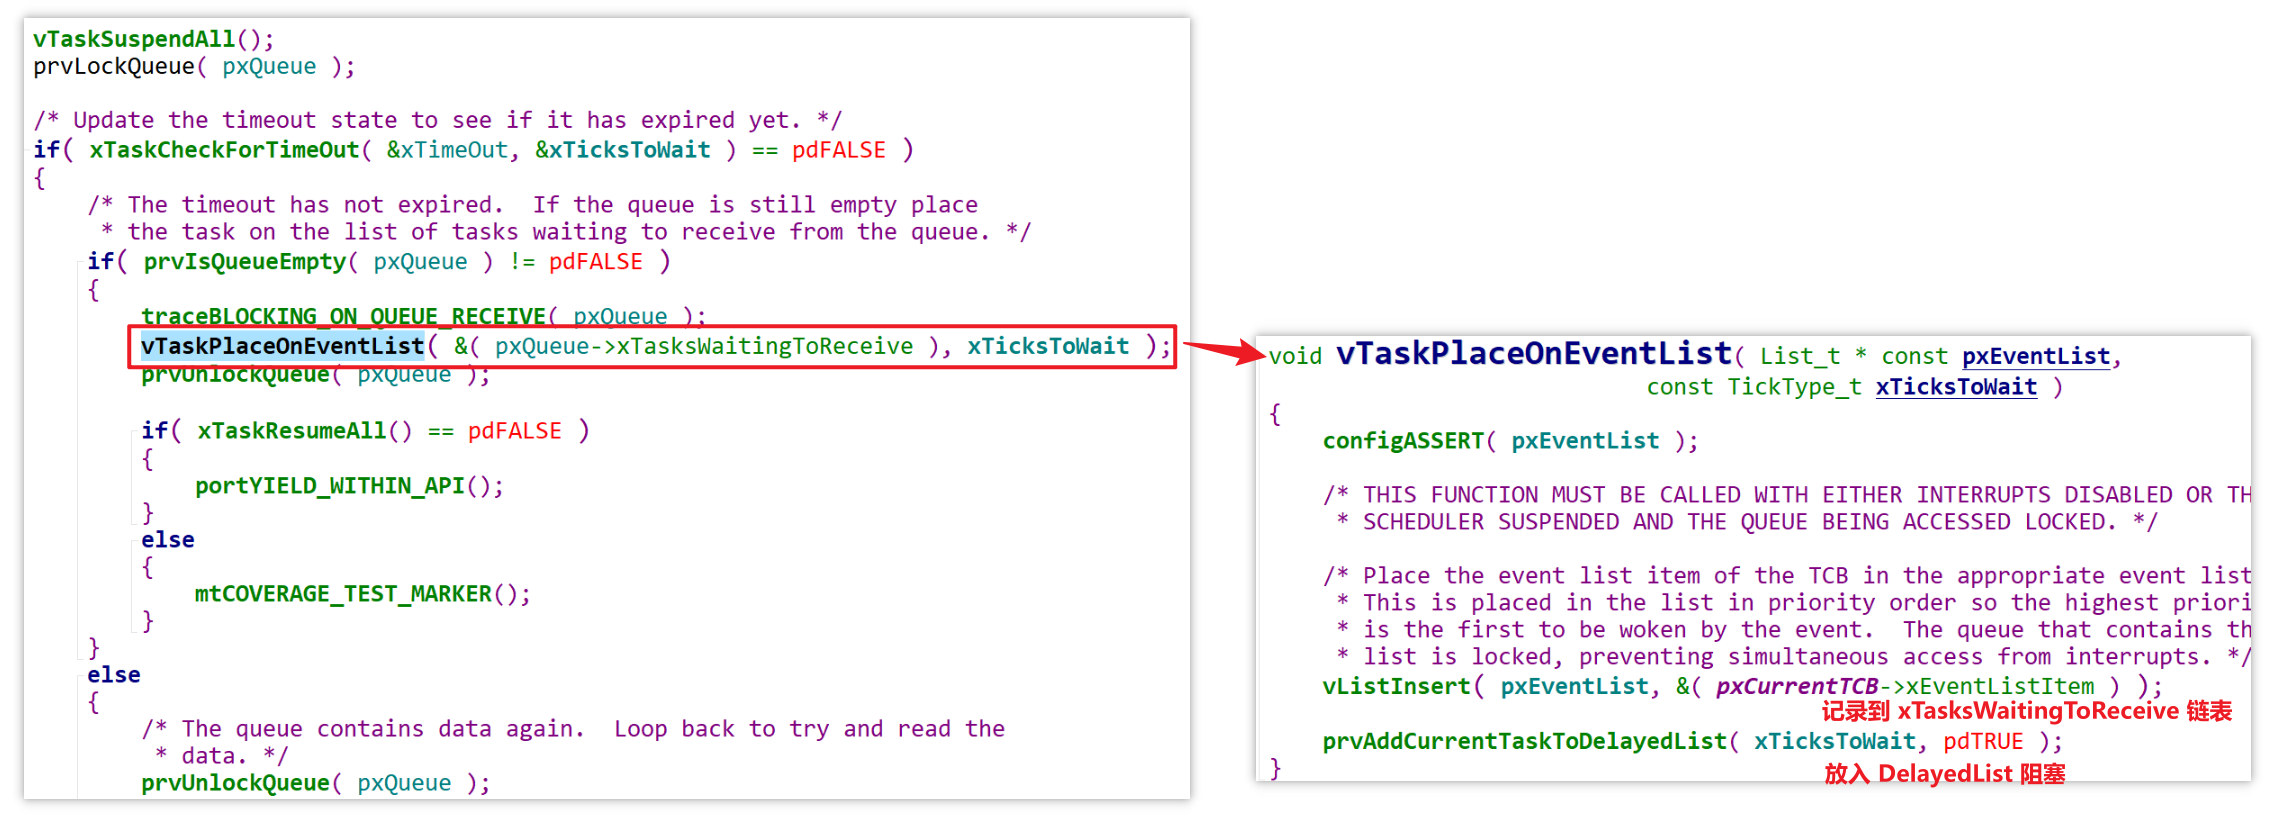 vTaskSuspendAll();
prvLockQueue( pxQueue );
/* Update the timeout state to see if it has expired yet. */
if( xTaskCheckForTimeOut( &xTimeOut, &xTicksToWait ) == pdFALSE )
{
/* The timeout has not expired.  If the queue is still empty place
* the task on the list of tasks waiting to receive from the queue. */
if( prvIsQueueEmpty( pxQueue ) != pdFALSE )
{
traceBLOCKING_ON_QUEUE_RECEIVE( pxQueue );
vTaskPlaceOnEventList( &( pxQueue->xTasksWaitingToReceive ), xTicksToWait );
prvUnlockQueue( pxQueue );
if( xTaskResumeAll() == pdFALSE )
{
portYIELD_WITHIN_API();
}
else
{
mtCOVERAGE_TEST_MARKER();
}
}
else
{
/* The queue contains data again.  Loop back to try and read the
* data. */
prvUnlockQueue( pxQueue );
void vTaskPlaceOnEventList( List_t * const pxEventList,
const TickType_t xTicksToWait )
{
configASSERT( pxEventList );
/* THIS FUNCTION MUST BE CALLED WITH EITHER INTERRUPTS DISABLED OR TH
* SCHEDULER SUSPENDED AND THE QUEUE BEING ACCESSED LOCKED. */
/* Place the event list item of the TCB in the appropriate event list
* This is placed in the list in priority order so the highest priori
* is the first to be woken by the event.  The queue that contains th
* list is locked, preventing simultaneous access from interrupts. */
vListInsert( pxEventList, &( pxCurrentTCB->xEventListItem ) );
记录到 xTasksWaitingToReceive 链表
prvAddCurrentTaskToDelayedList( xTicksToWait, pdTRUE );
}
放入 DelayedList 阻塞